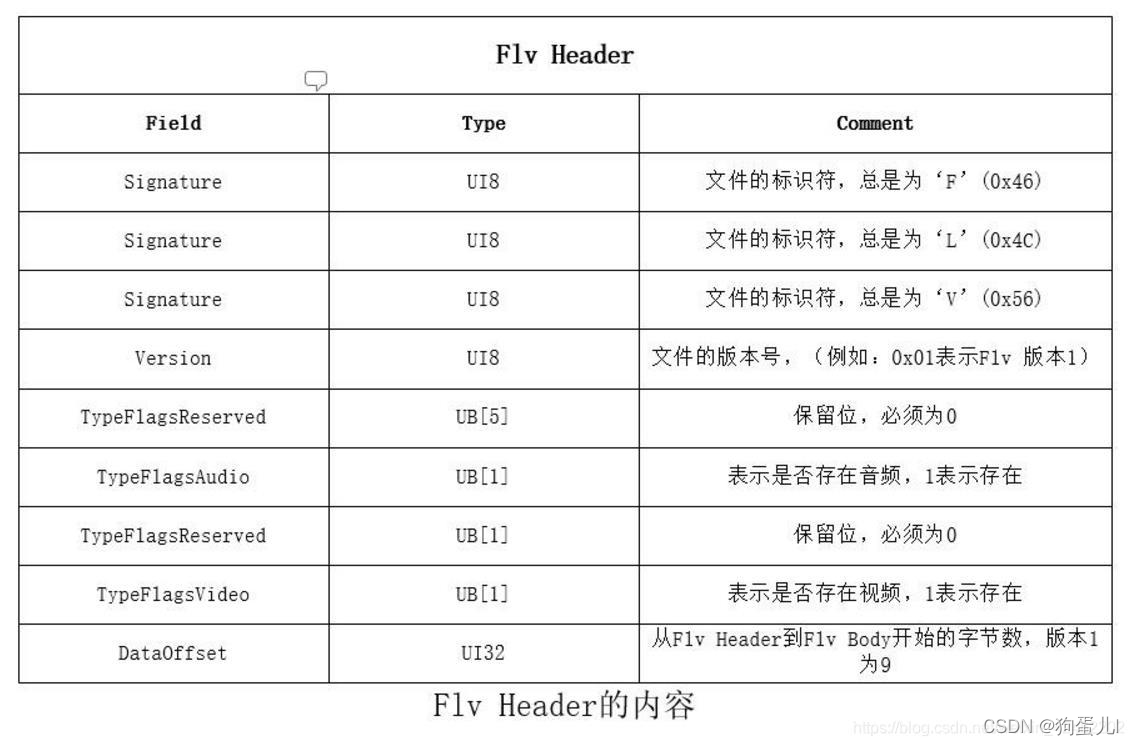 Flv Header
Field Type Comment
Signature UI8 文件的标识符，总是为‘F’(0x46)
Signature UI8 文件的标识符，总是为‘L’(0x4C)
Signature UI8 文件的标识符，总是为‘V’(0x56)
Version UI8 文件的版本号，（例如：0x01表示Flv 版本1）
TypeFlagsReserved UB[5] 保留位，必须为0
TypeFlagsAudio UB[1] 表示是否存在音频，1表示存在
TypeFlagsReserved UB[1] 保留位，必须为0
TypeFlagsVideo UB[1] 表示是否存在视频，1表示存在
DataOffset UI32 从Flv Header到Flv Body开始的字节数，版本1
为9
Flv Header的内容
CSDN @狗蛋儿l